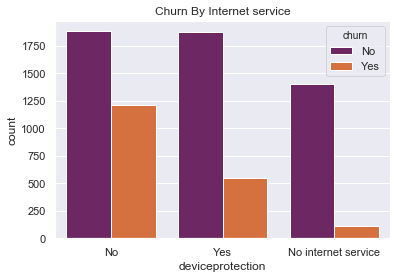 Churn By Internet service
churn
No
Yes
1750
1500
1250
1000
750
500
250
0
count
No Yes No internet service
deviceprotection